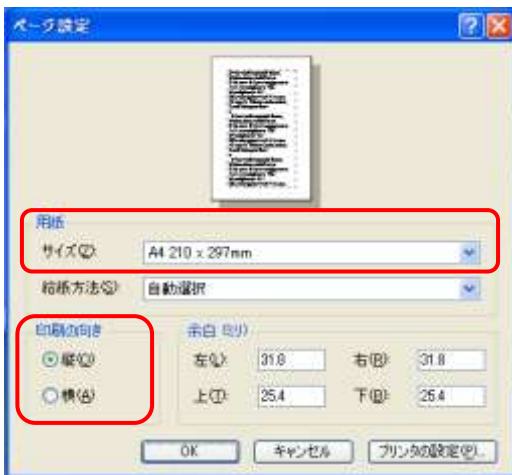 ページ設定
用紙
サイズ(Z): A4 210 x 297mm
給紙方法(S): 自動選択
印刷の向き
縦(O)
横(A)
余白 (ミリ)
左(L): 31.8 右(R): 31.8
上(T): 25.4 下(B): 25.4
OK キャンセル プリンタの設定(P)...